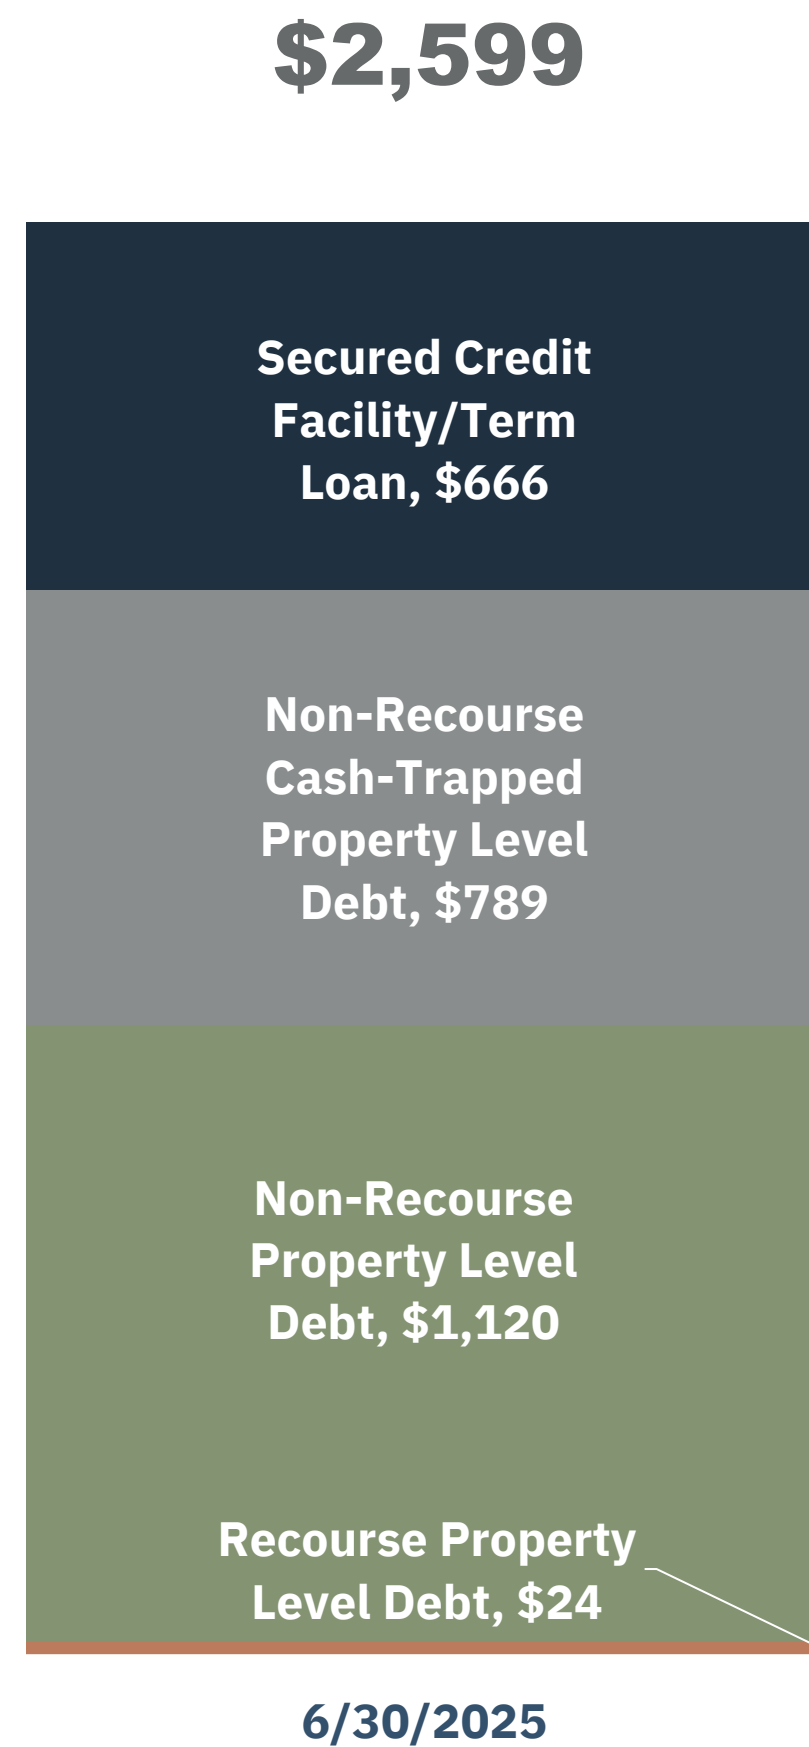 $2,599
Secured Credit
Facility/Term
Loan, $666
Non-Recourse
Cash-Trapped
Property Level
Debt, $789
Non-Recourse
Property Level
Debt, $1,120
Recourse Property
Level Debt, $24
6/30/2025